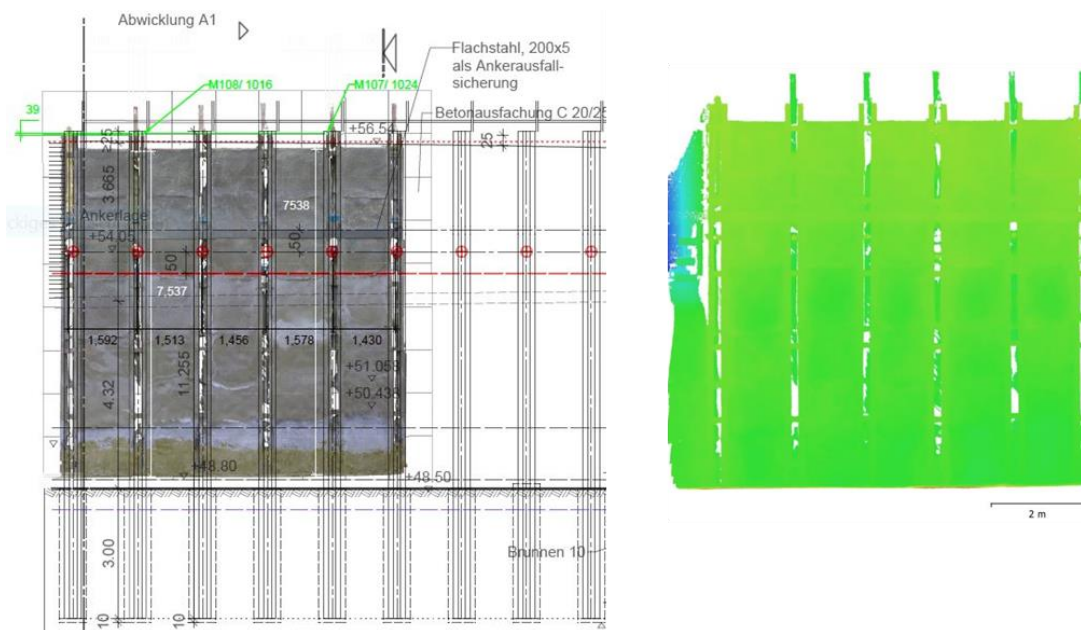 Abwicklung A1
Flachstahl, 200x5
als Ankerausfall-
sicherung
M108/ 1016
M107/ 1024
39
Betonausfachung C 20/25
+56.54
≥25
25
3.665
7538
Ankerlage
+54.05
50
50
7,537
1,592
1,513
1,456
1,578
1,430
11.255
+51.058
4.32
+50.438
+48.80
+48.50
3.00
Brunnen 10
10
10
2 m